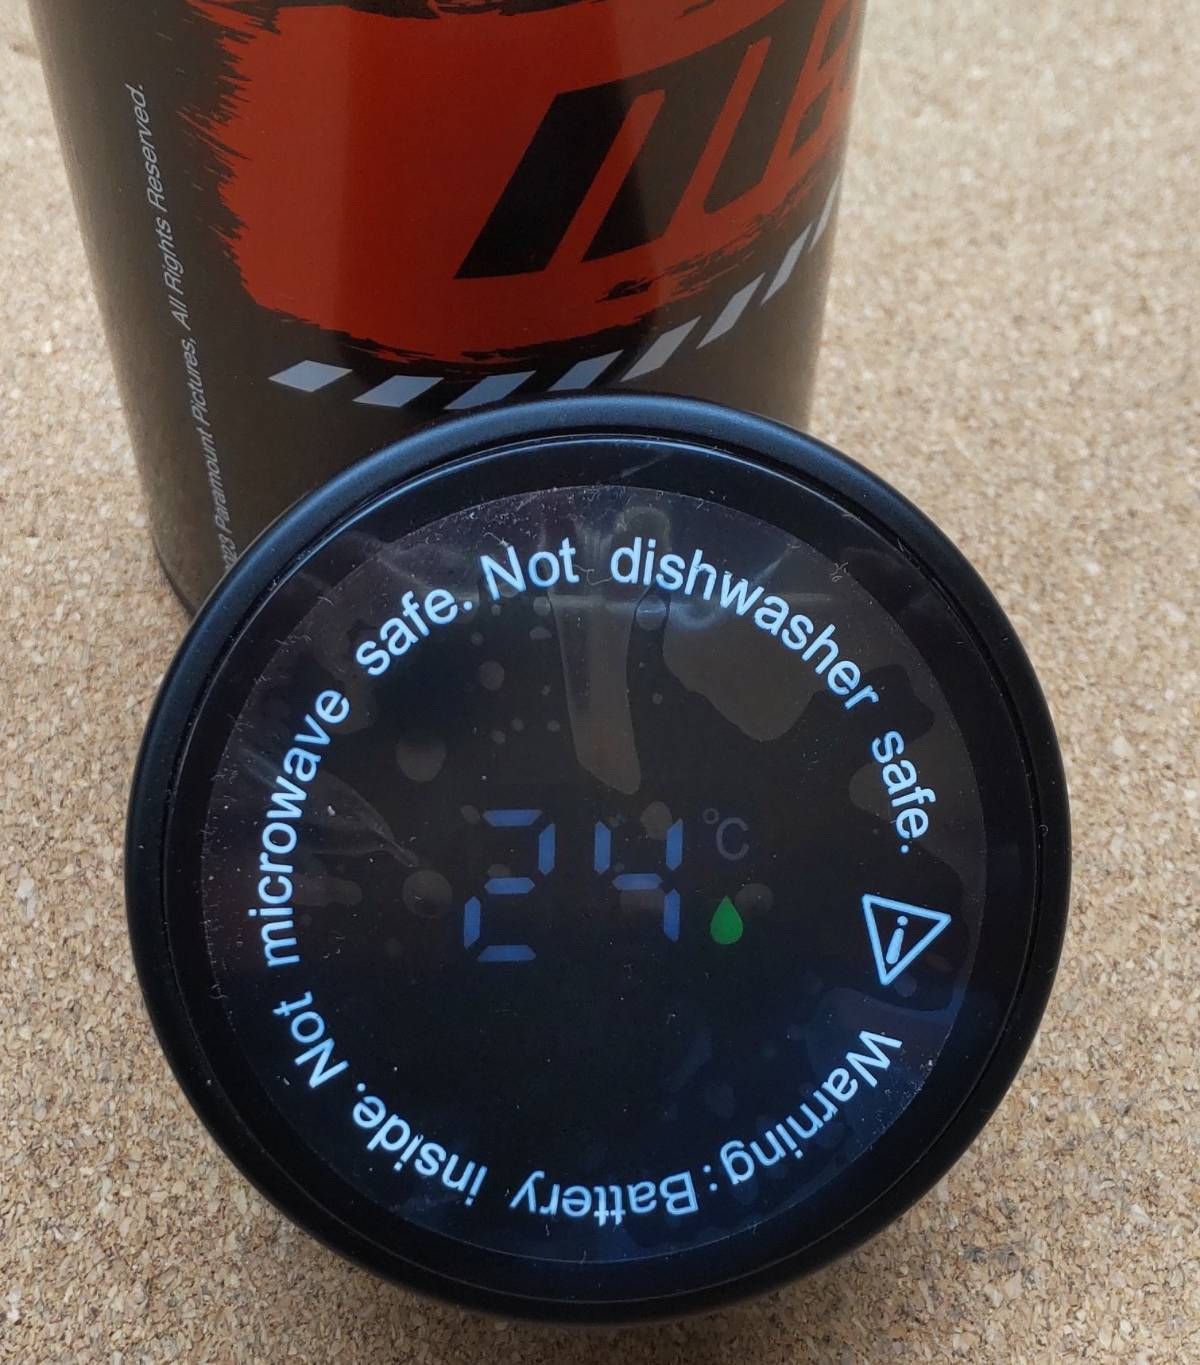 Paramount Pictures, All Rights Reserved.
Warning: Battery inside. Not microwave safe. Not dishwasher safe.
24 °C